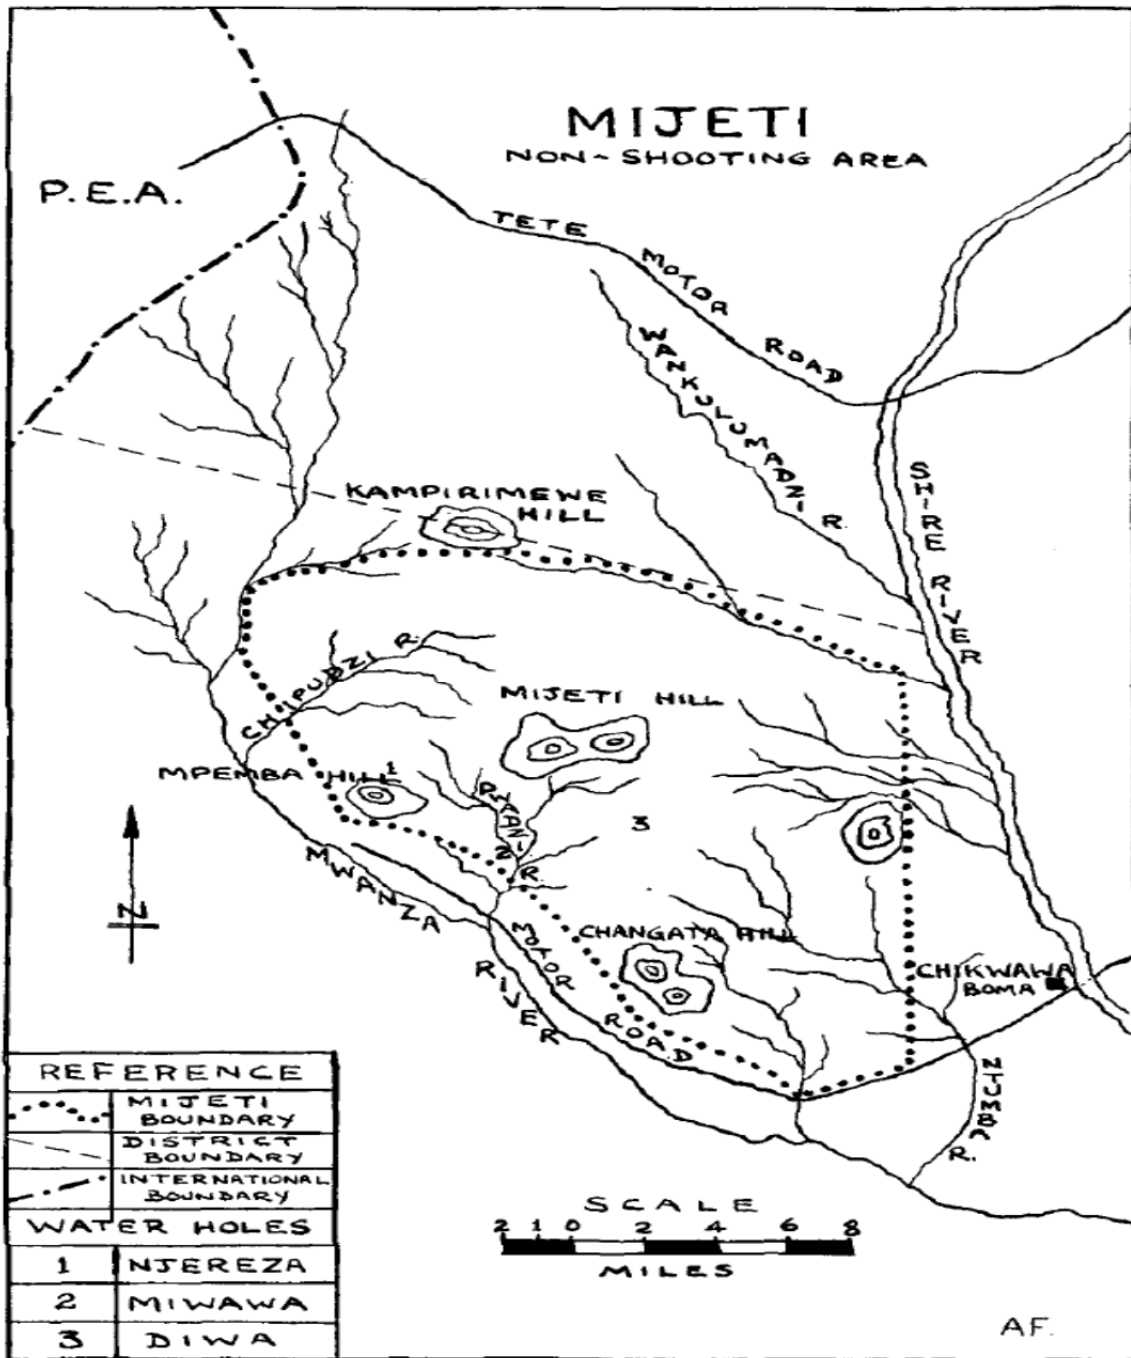 MIJETI
NON-SHOOTING AREA
P.E.A.
TETE MOTOR ROAD
WANKULUMADZI R.
SHIRE RIVER
KAMPIRIMEWE
HILL
CHIPUDZI R.
MIJETI HILL
MPEMBA HILL
1
PWADZI R.
2
3
MWANZA RIVER
MOTOR ROAD
CHANGATA HILL
N
CHIKWAWA
BOMA
NTUMBA R.
REFERENCE
MIJETI
BOUNDARY
DISTRICT
BOUNDARY
INTERNATIONAL
BOUNDARY
WATER HOLES
1 NJEREZA
2 MIWAWA
3 DIWA
SCALE
2 1 0 2 4 6 8
MILES
AF.